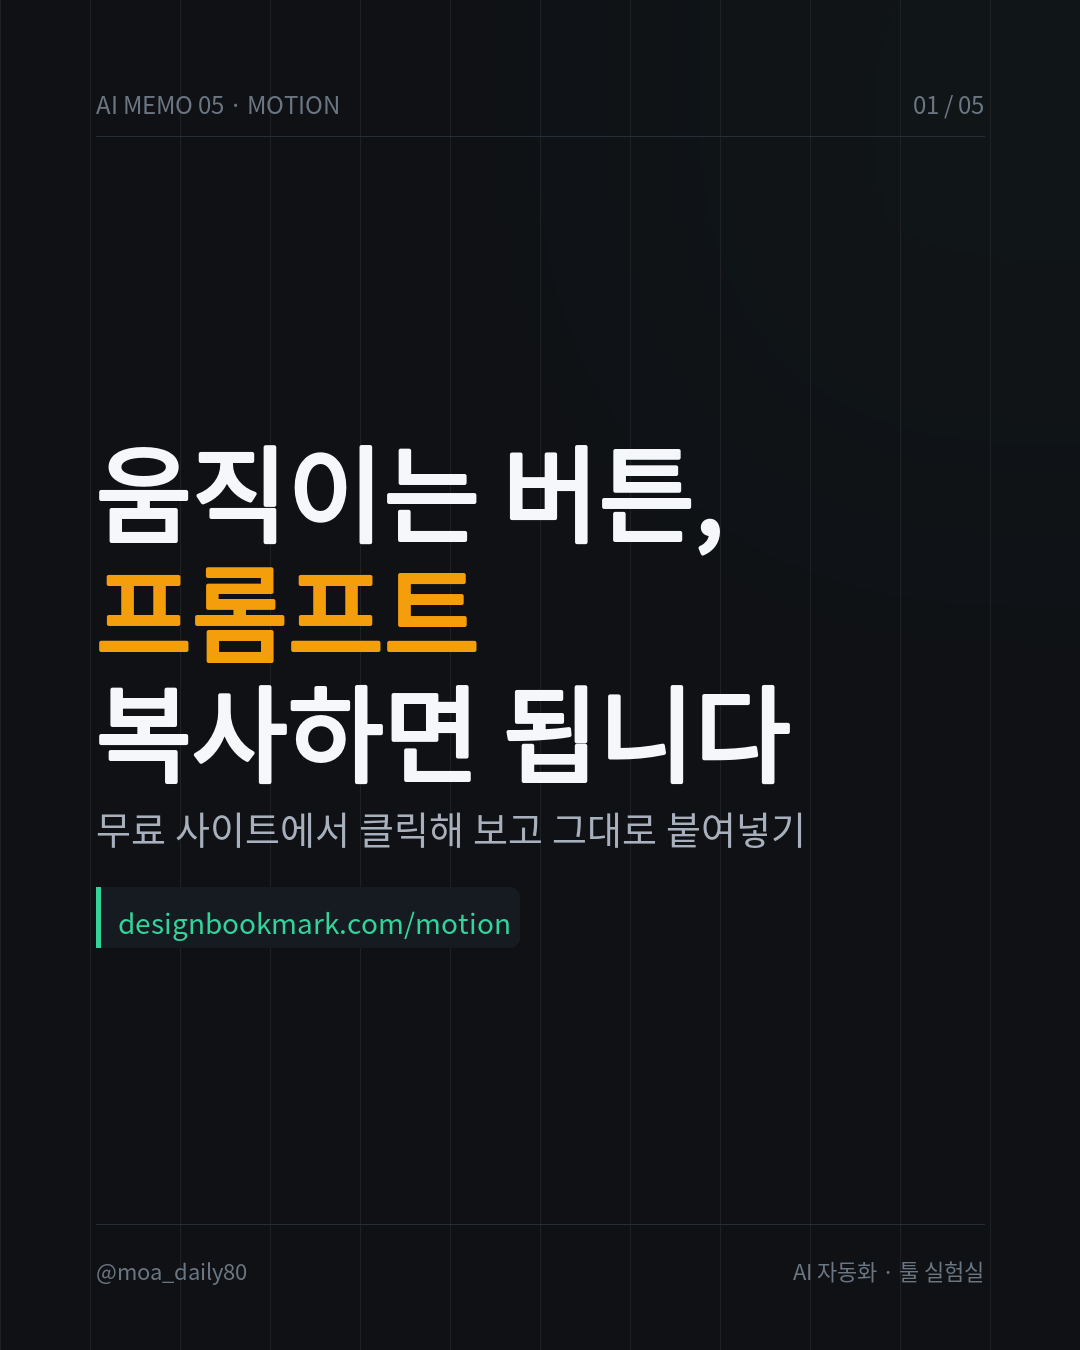 AI MEMO 05 · MOTION
01 / 05
움직이는 버튼,
프롬프트
복사하면 됩니다
무료 사이트에서 클릭해 보고 그대로 붙여넣기
designbookmark.com/motion
@moa_daily80
AI 자동화 · 툴 실험실